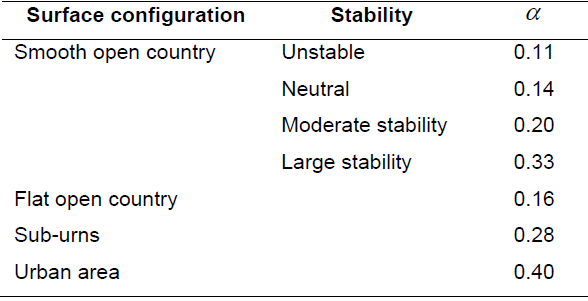 Surface configuration Stability α
Smooth open country Unstable 0.11
Neutral 0.14
Moderate stability 0.20
Large stability 0.33
Flat open country 0.16
Sub-urns 0.28
Urban area 0.40